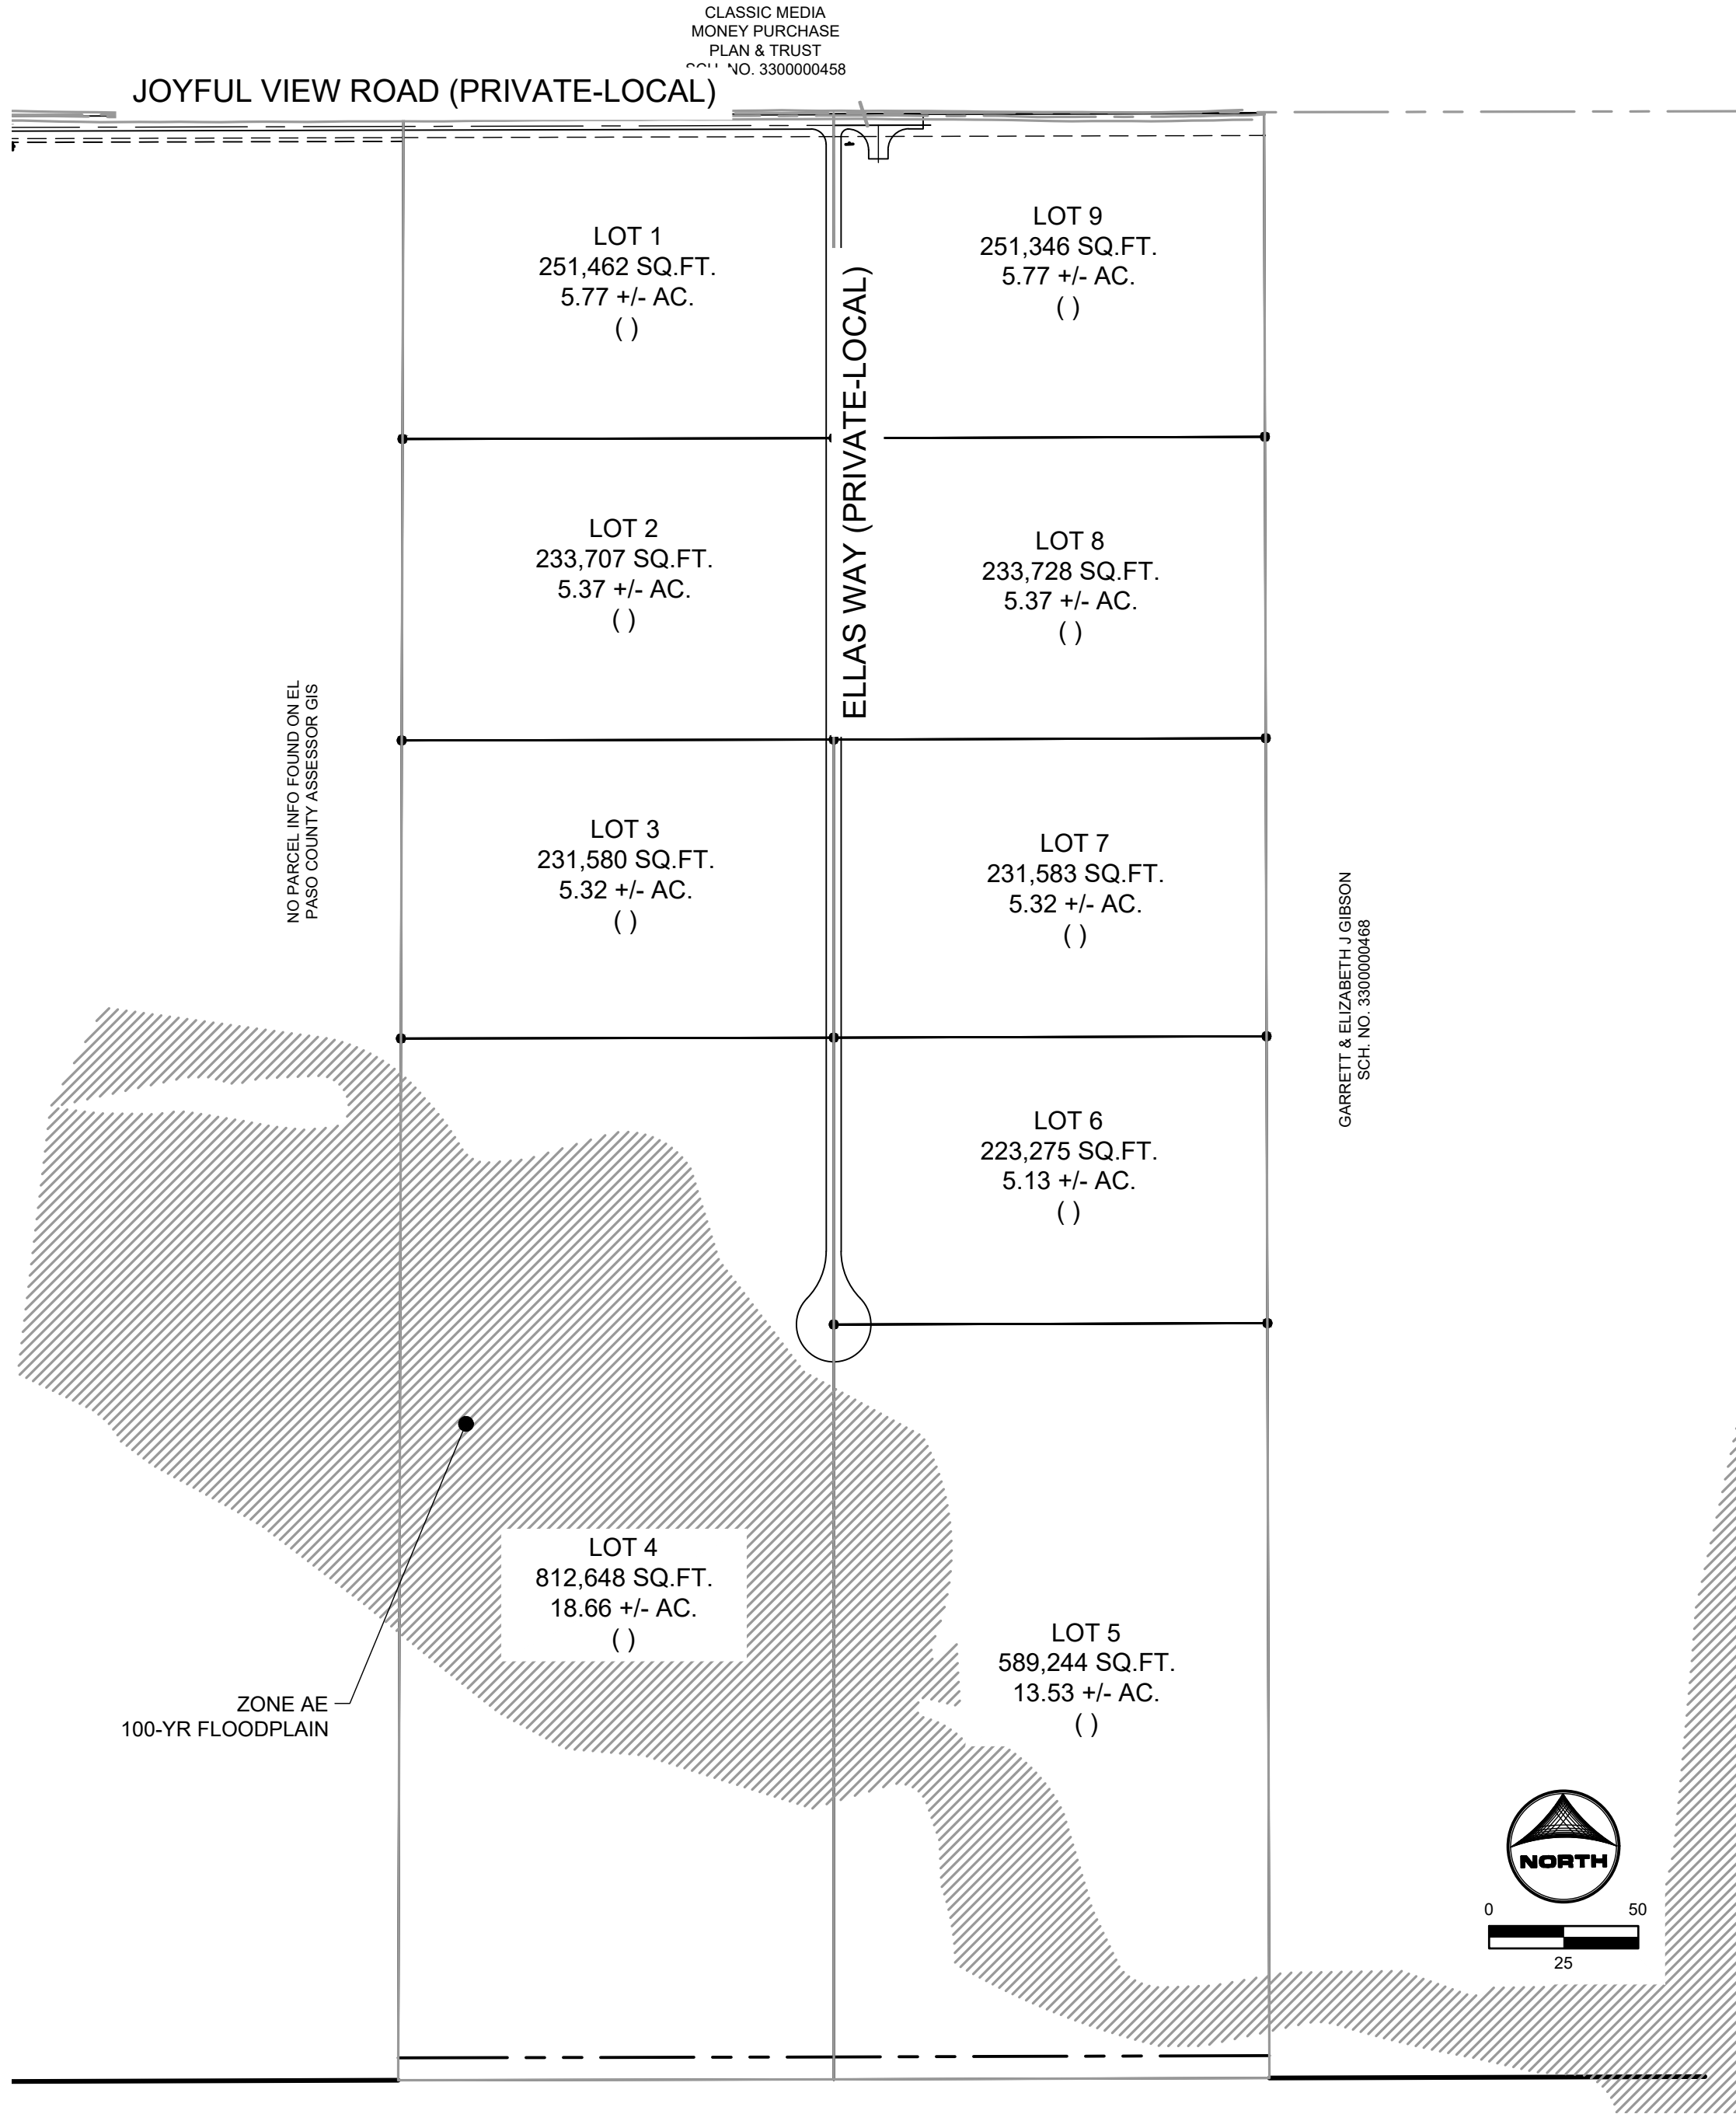 CLASSIC MEDIA
MONEY PURCHASE
PLAN & TRUST
SCH. NO. 3300000458
JOYFUL VIEW ROAD (PRIVATE-LOCAL)
LOT 1
251,462 SQ.FT.
5.77 +/- AC.
( )
LOT 9
251,346 SQ.FT.
5.77 +/- AC.
( )
ELLAS WAY (PRIVATE-LOCAL)
LOT 2
233,707 SQ.FT.
5.37 +/- AC.
( )
LOT 8
233,728 SQ.FT.
5.37 +/- AC.
( )
NO PARCEL INFO FOUND ON EL
PASO COUNTY ASSESSOR GIS
LOT 3
231,580 SQ.FT.
5.32 +/- AC.
( )
LOT 7
231,583 SQ.FT.
5.32 +/- AC.
( )
GARRETT & ELIZABETH J GIBSON
SCH. NO. 3300000468
LOT 6
223,275 SQ.FT.
5.13 +/- AC.
( )
LOT 4
812,648 SQ.FT.
18.66 +/- AC.
( )
LOT 5
589,244 SQ.FT.
13.53 +/- AC.
( )
ZONE AE
100-YR FLOODPLAIN
NORTH
0 50
25